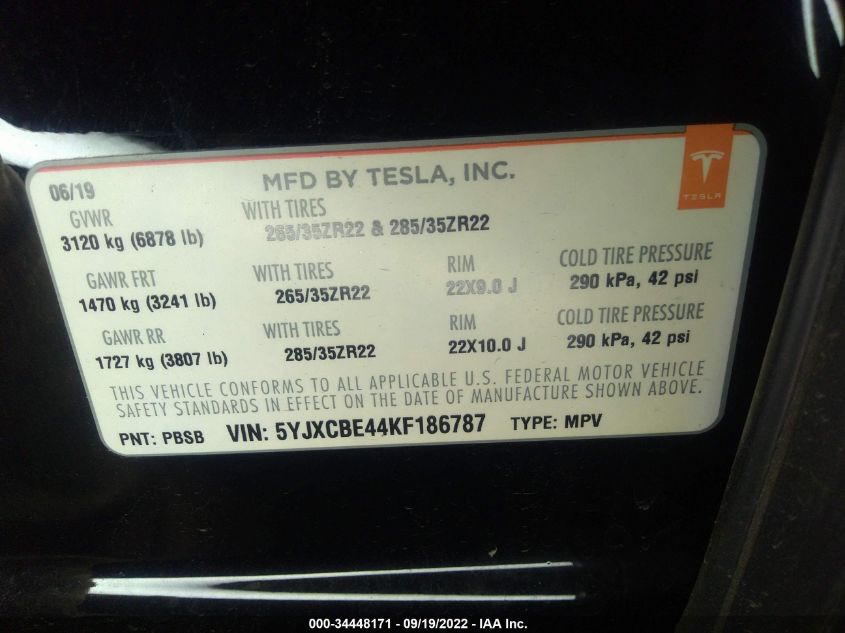 06/19
MFD BY TESLA, INC.
TESLA
GVWR
3120 kg (6878 lb)
WITH TIRES
265/35ZR22 & 285/35ZR22
GAWR FRT
1470 kg (3241 lb)
WITH TIRES
265/35ZR22
RIM
22X9.0 J
COLD TIRE PRESSURE
290 kPa, 42 psi
GAWR RR
1727 kg (3807 lb)
WITH TIRES
285/35ZR22
RIM
22X10.0 J
COLD TIRE PRESSURE
290 kPa, 42 psi
THIS VEHICLE CONFORMS TO ALL APPLICABLE U.S. FEDERAL MOTOR VEHICLE
SAFETY STANDARDS IN EFFECT ON THE DATE OF MANUFACTURE SHOWN ABOVE.
PNT: PBSB VIN: 5YJXCBE44KF186787 TYPE: MPV
000-34448171 - 09/19/2022 - IAA Inc.